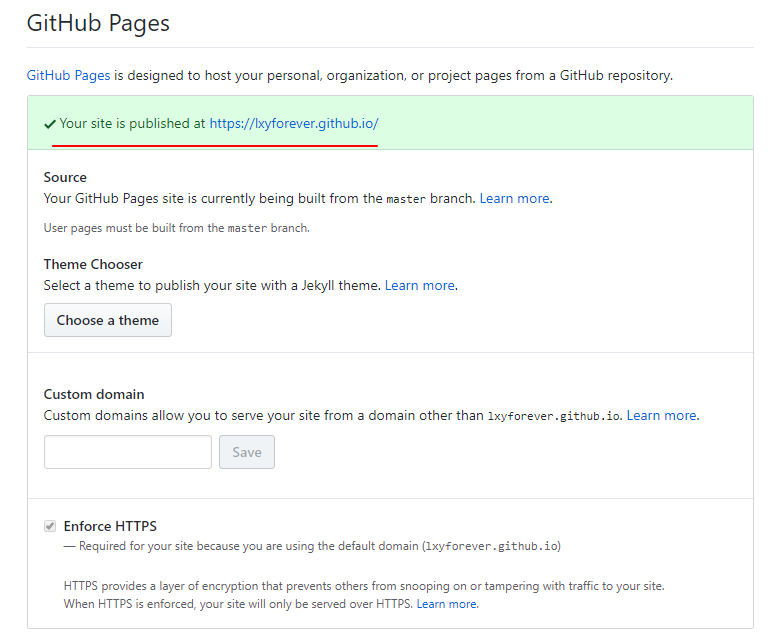 GitHub Pages
GitHub Pages is designed to host your personal, organization, or project pages from a GitHub repository.
Your site is published at https://lxyforever.github.io/
Source
Your GitHub Pages site is currently being built from the master branch. Learn more.
User pages must be built from the master branch.
Theme Chooser
Select a theme to publish your site with a Jekyll theme. Learn more.
Choose a theme
Custom domain
Custom domains allow you to serve your site from a domain other than lxyforever.github.io. Learn more.
Save
Enforce HTTPS
— Required for your site because you are using the default domain (lxyforever.github.io)
HTTPS provides a layer of encryption that prevents others from snooping on or tampering with traffic to your site.
When HTTPS is enforced, your site will only be served over HTTPS. Learn more.